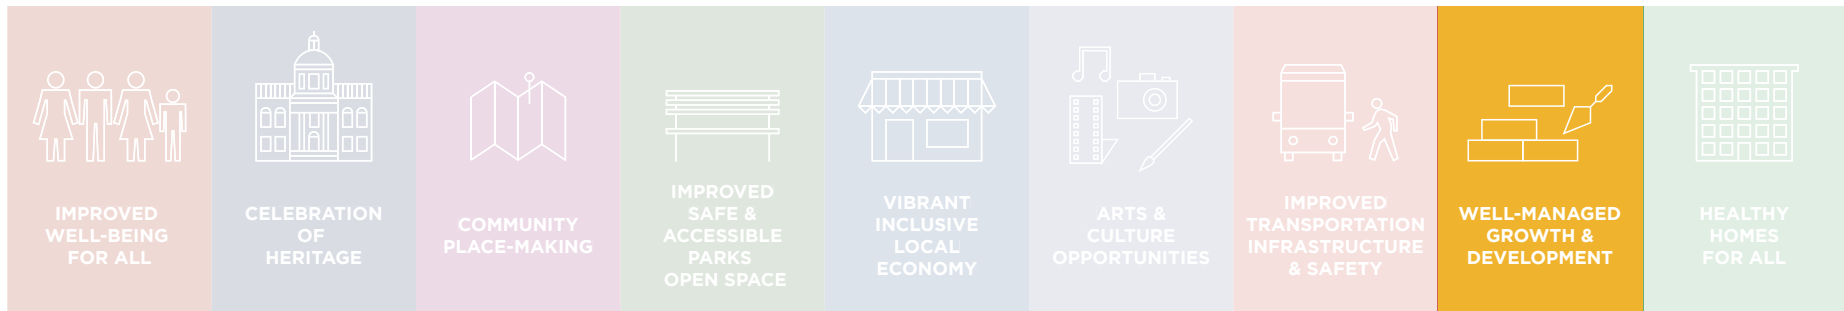 IMPROVED
WELL-BEING
FOR ALL
CELEBRATION
OF
HERITAGE
COMMUNITY
PLACE-MAKING
IMPROVED
SAFE &
ACCESSIBLE
PARKS
OPEN SPACE
VIBRANT
INCLUSIVE
LOCAL
ECONOMY
ARTS &
CULTURE
OPPORTUNITIES
IMPROVED
TRANSPORTATION
INFRASTRUCTURE
& SAFETY
WELL-MANAGED
GROWTH &
DEVELOPMENT
HEALTHY
HOMES
FOR ALL